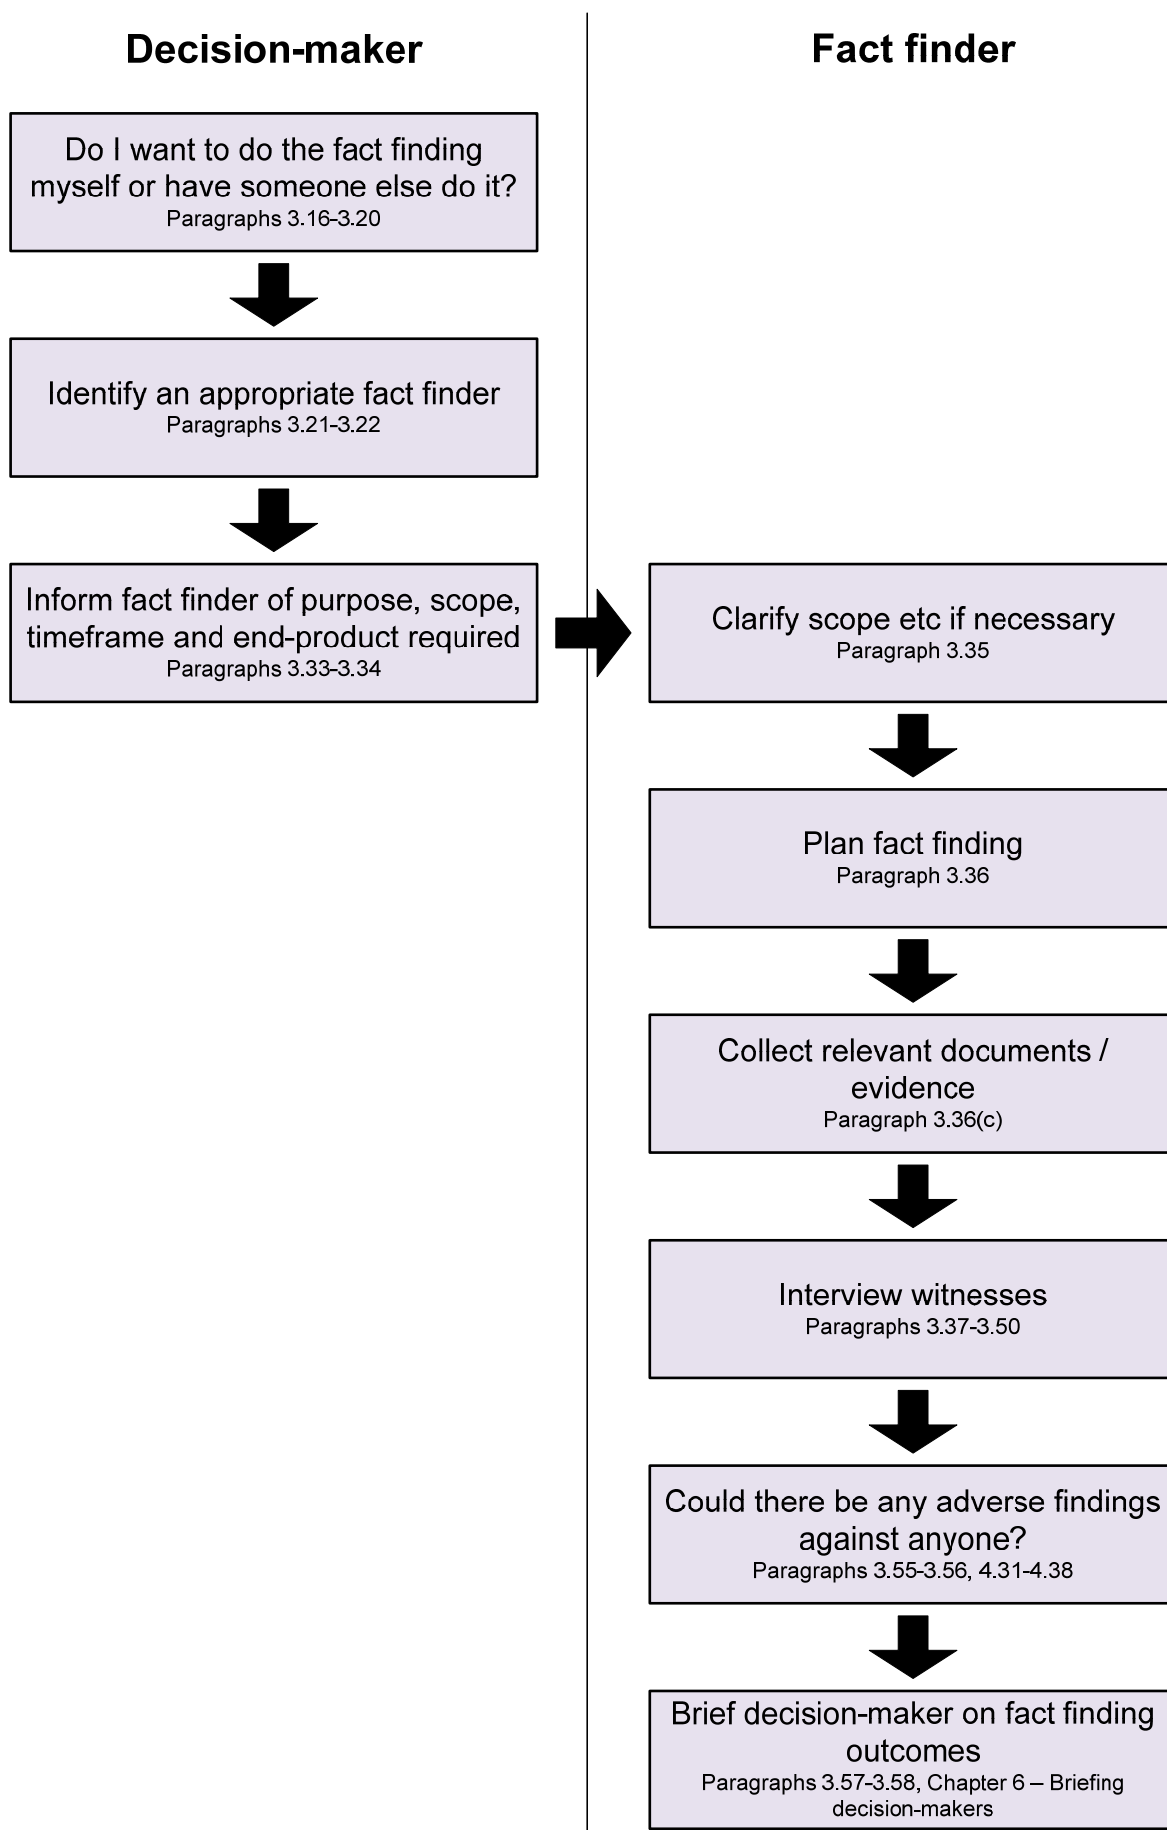 Decision-maker
Do I want to do the fact finding
myself or have someone else do it?
Paragraphs 3.16-3.20
Identify an appropriate fact finder
Paragraphs 3.21-3.22
Inform fact finder of purpose, scope,
timeframe and end-product required
Paragraphs 3.33-3.34
Fact finder
Clarify scope etc if necessary
Paragraph 3.35
Plan fact finding
Paragraph 3.36
Collect relevant documents /
evidence
Paragraph 3.36(c)
Interview witnesses
Paragraphs 3.37-3.50
Could there be any adverse findings
against anyone?
Paragraphs 3.55-3.56, 4.31-4.38
Brief decision-maker on fact finding
outcomes
Paragraphs 3.57-3.58, Chapter 6 – Briefing
decision-makers